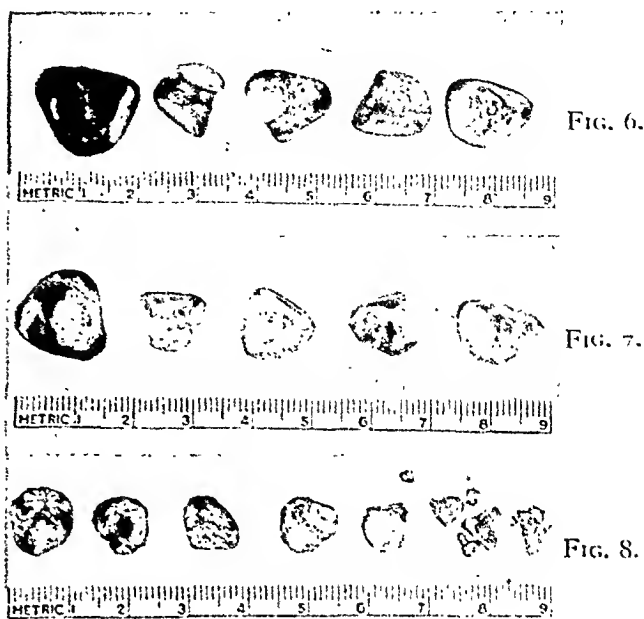 FIG. 6.
METRIC 1 2 3 4 5 6 7 8 9
FIG. 7.
METRIC 1 2 3 4 5 6 7 8 9
FIG. 8.
METRIC 1 2 3 4 5 6 7 8 9